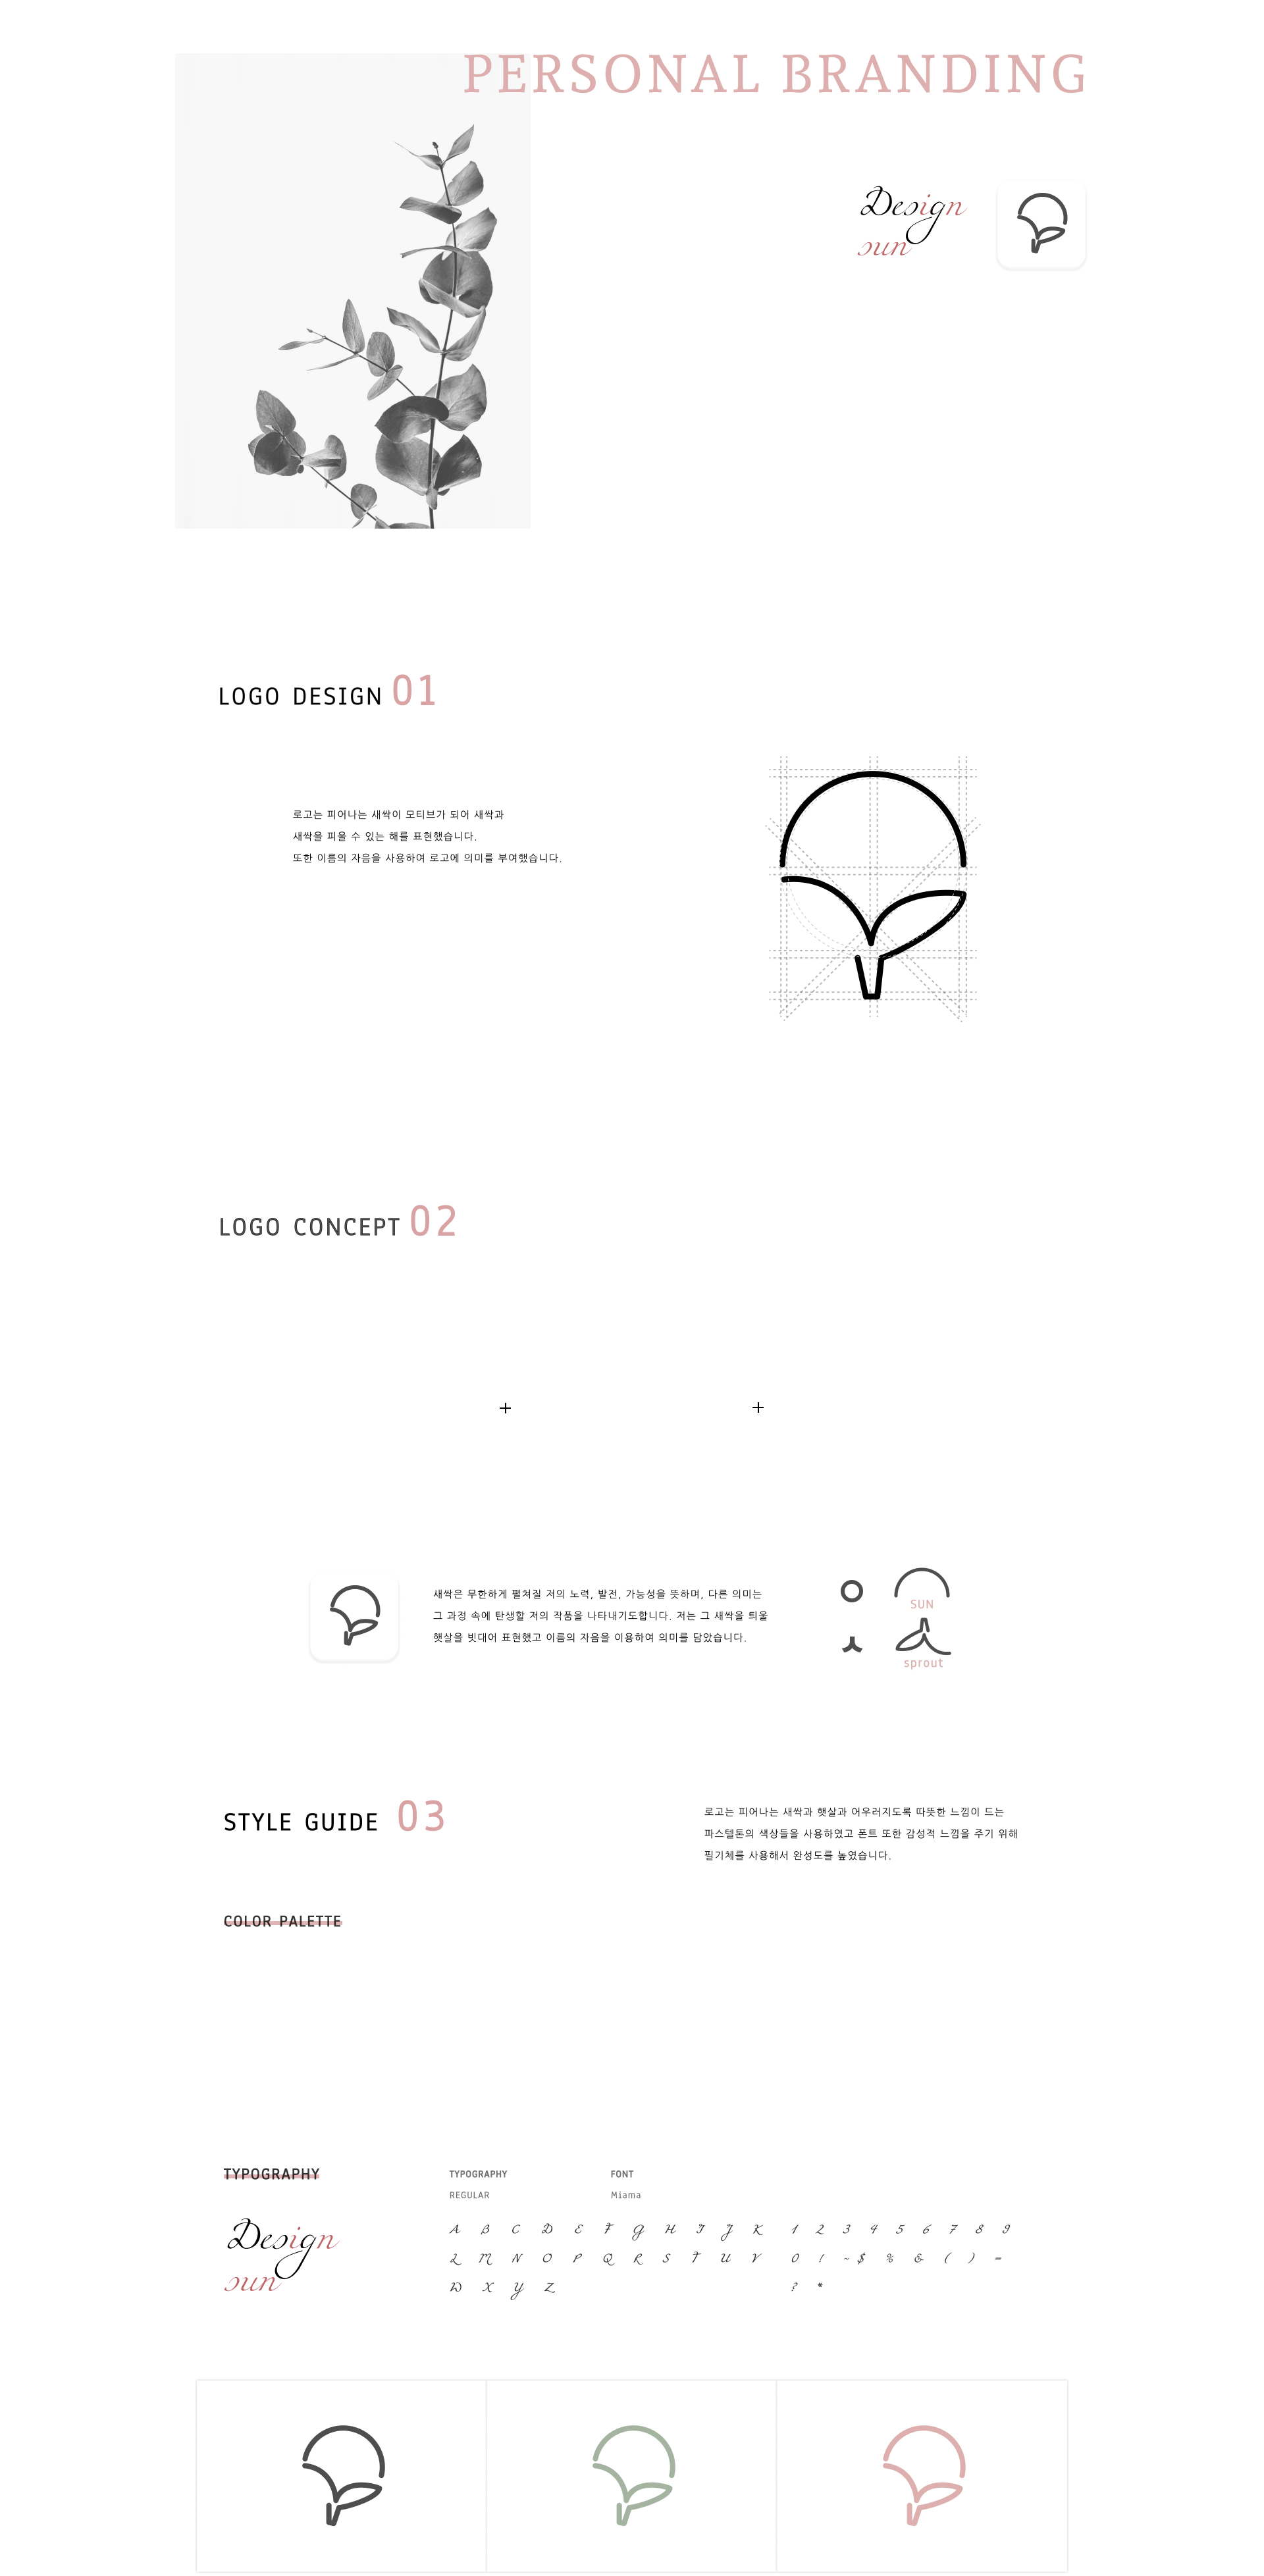 PERSONAL BRANDING
Design
sun
LOGO DESIGN 01
로고는 피어나는 새싹이 모티브가 되어 새싹과
새싹을 피울 수 있는 해를 표현했습니다.
또한 이름의 자음을 사용하여 로고에 의미를 부여했습니다.
LOGO CONCEPT 02
+ +
새싹은 무한하게 펼쳐질 저의 노력, 발전, 가능성을 뜻하며, 다른 의미는
그 과정 속에 탄생할 저의 작품을 나타내기도합니다. 저는 그 새싹을 틔울
햇살을 빗대어 표현했고 이름의 자음을 이용하여 의미를 담았습니다.
SUN
sprout
STYLE GUIDE 03
로고는 피어나는 새싹과 햇살과 어우러지도록 따뜻한 느낌이 드는
파스텔톤의 색상들을 사용하였고 폰트 또한 감성적 느낌을 주기 위해
필기체를 사용해서 완성도를 높였습니다.
COLOR PALETTE
TYPOGRAPHY
Design
sun
TYPOGRAPHY FONT
REGULAR Miama
A B C D E F G H I J K 1 2 3 4 5 6 7 8 9
L M N O P Q R S T U V 0 ! ~ $ % & ( ) =
W X Y Z ? *